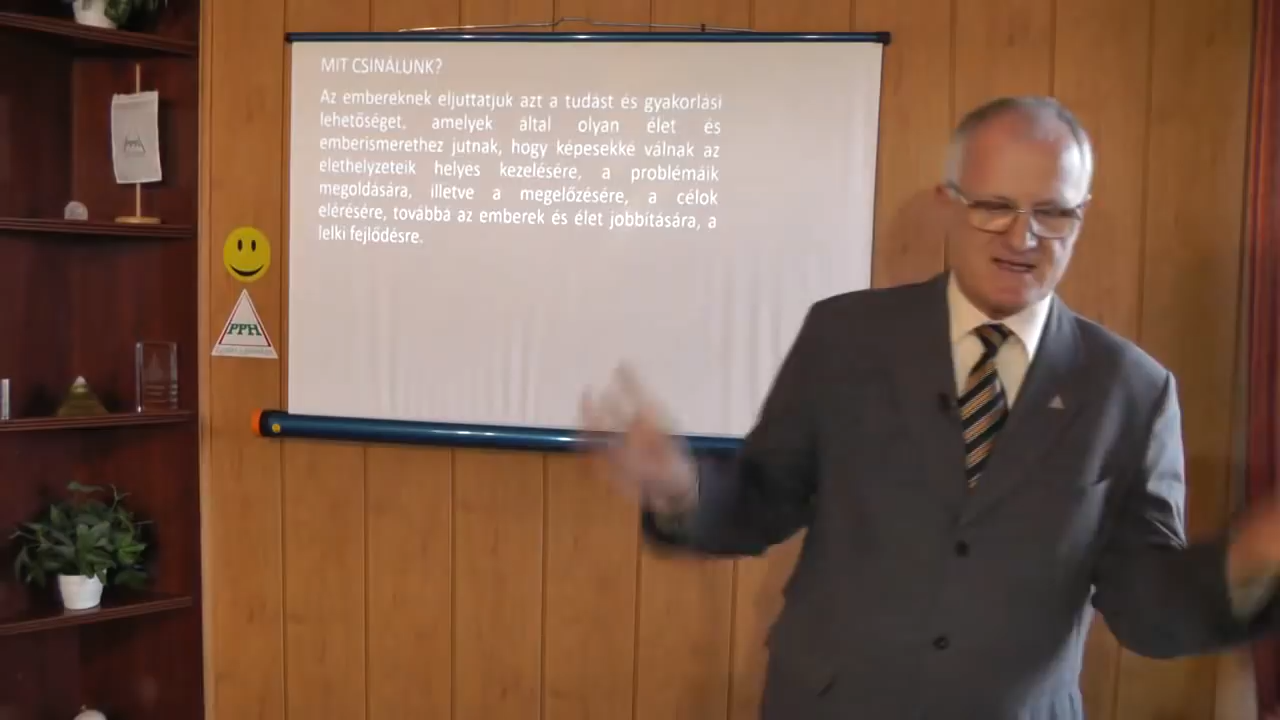 MIT CSINÁLUNK?
Az embereknek eljuttatjuk azt a tudást és gyakorlási
lehetőséget, amelyek által olyan élet és
emberismerethez jutnak, hogy képesekké válnak az
élethelyzeteik helyes kezelésére, a problémáik
megoldására, illetve a megelőzésére, a célok
elérésére, továbbá az emberek és élet jobbítására, a
lelki fejlődésre.
PPH